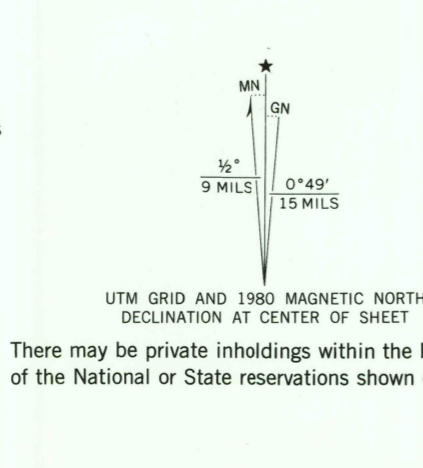 ★
MN
GN
½°
9 MILS
0°49′
15 MILS
UTM GRID AND 1980 MAGNETIC NORTH
DECLINATION AT CENTER OF SHEET
There may be private inholdings within the
of the National or State reservations shown